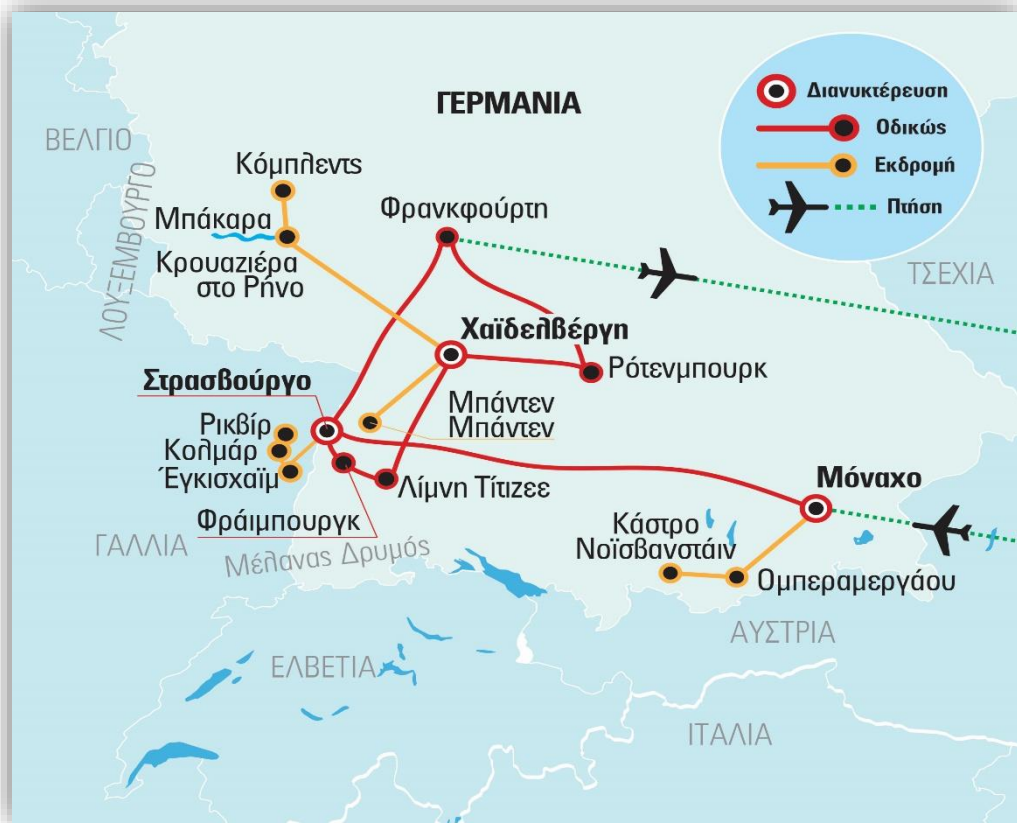 ΓΕΡΜΑΝΙΑ
Διανυκτέρευση
Οδικώς
Εκδρομή
Πτήση
ΒΕΛΓΙΟ
ΛΟΥΞΕΜΒΟΥΡΓΟ
Κόμπλεντς
Μπάκαρα
Κρουαζιέρα
στο Ρήνο
Φρανκφούρτη
ΤΣΕΧΙΑ
Χαϊδελβέργη
Ρότενμπουρκ
Στρασβούργο
Μπάντεν
Μπάντεν
Ρικβίρ
Κολμάρ
Έγκισχαϊμ
Λίμνη Τίτιζεε
Μόναχο
Φράιμπουργκ
Κάστρο
Νοϊσβανστάιν
ΓΑΛΛΙΑ
Μέλανας Δρυμός
Ομπεραμεργάου
ΑΥΣΤΡΙΑ
ΕΛΒΕΤΙΑ
ΙΤΑΛΙΑ